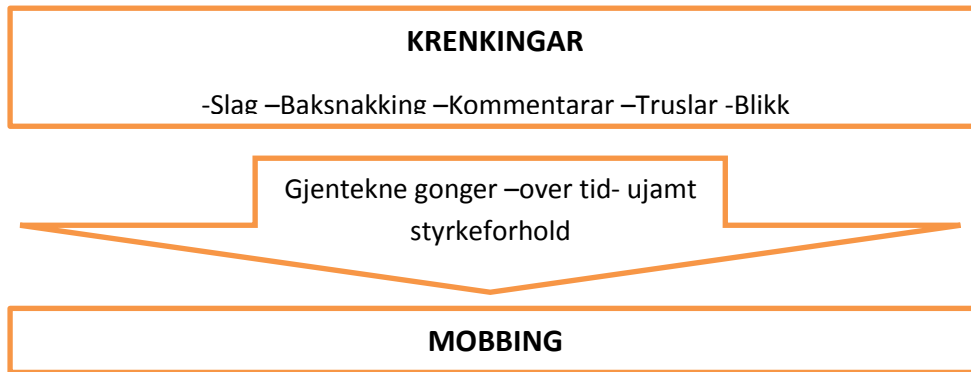 KRENKINGAR
-Slag –Baksnakking –Kommentarar –Truslar -Blikk
Gjentekne gonger –over tid- ujamt
styrkeforhold
MOBBING